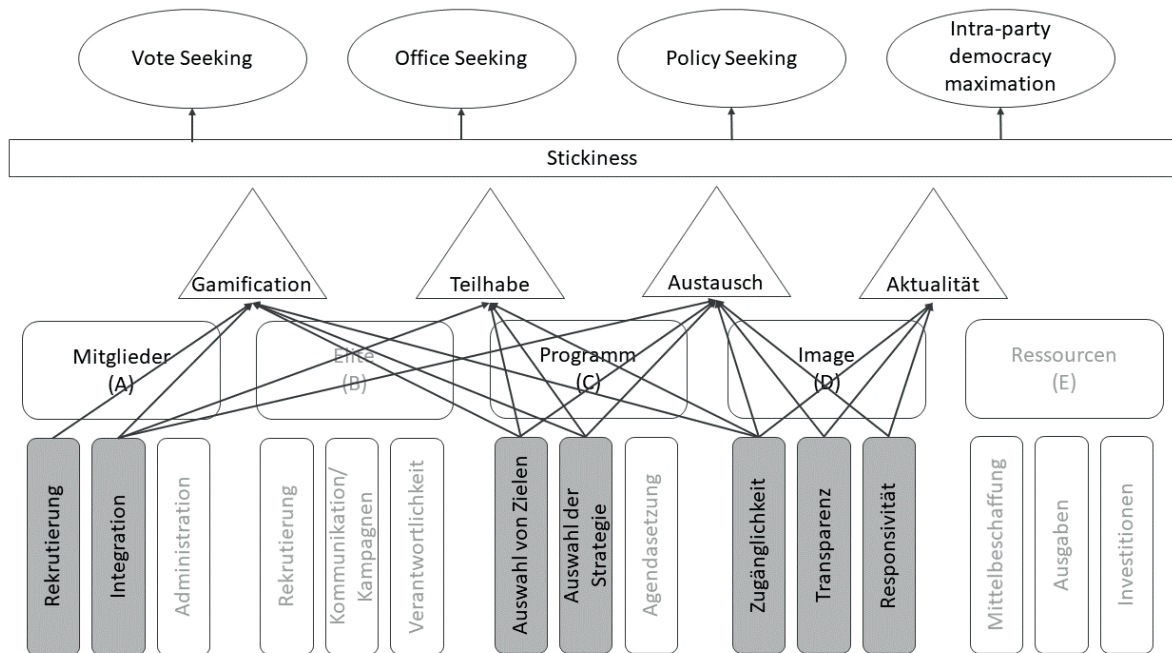 Vote Seeking
Office Seeking
Policy Seeking
Intra-party
democracy
maximation
Stickiness
Gamification
Teilhabe
Austausch
Aktualität
Mitglieder
(A)
Elite
(B)
Programm
(C)
Image
(D)
Ressourcen
(E)
Rekrutierung
Integration
Administration
Rekrutierung
Kommunikation/
Kampagnen
Verantwortlichkeit
Auswahl von Zielen
Auswahl der
Strategie
Agendasetzung
Zugänglichkeit
Transparenz
Responsivität
Mittelbeschaffung
Ausgaben
Investitionen